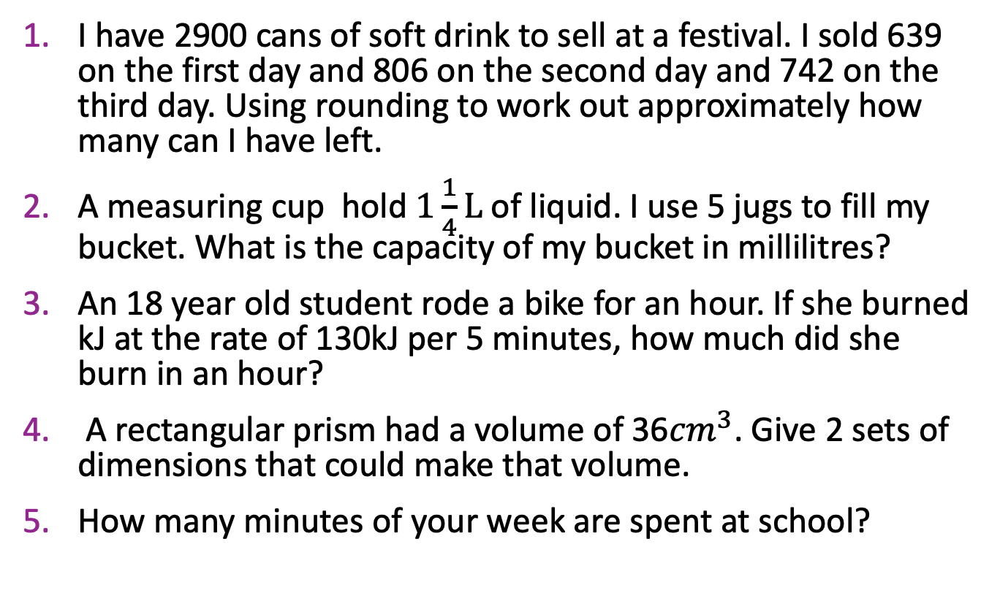 1. I have 2900 cans of soft drink to sell at a festival. I sold 639
on the first day and 806 on the second day and 742 on the
third day. Using rounding to work out approximately how
many can I have left.
2. A measuring cup hold 1 1/4 L of liquid. I use 5 jugs to fill my
bucket. What is the capacity of my bucket in millilitres?
3. An 18 year old student rode a bike for an hour. If she burned
kJ at the rate of 130kJ per 5 minutes, how much did she
burn in an hour?
4. A rectangular prism had a volume of 36cm³. Give 2 sets of
dimensions that could make that volume.
5. How many minutes of your week are spent at school?